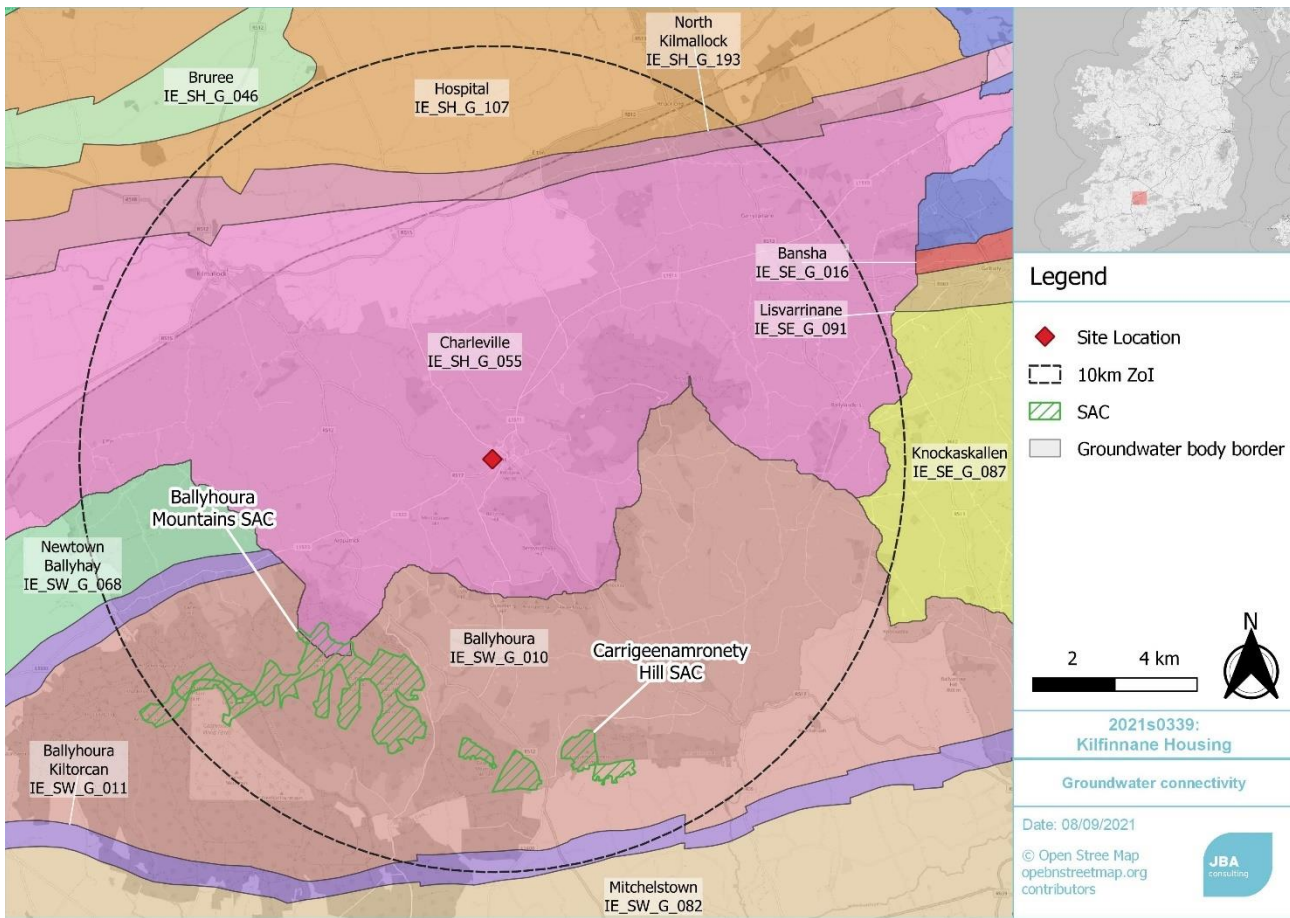 Bruree
IE_SH_G_046
Hospital
IE_SH_G_107
North
Kilmallock
IE_SH_G_193
Bansha
IE_SE_G_016
Lisvarrinane
IE_SE_G_091
Charleville
IE_SH_G_055
Knockaskallen
IE_SE_G_087
Ballyhoura
Mountains SAC
Newtown
Ballyhay
IE_SW_G_068
Ballyhoura
IE_SW_G_010
Carrigeenamronety
Hill SAC
Ballyhoura
Kiltorcan
IE_SW_G_011
Mitchelstown
IE_SW_G_082
Legend
Site Location
10km ZoI
SAC
Groundwater body border
N
2 4 km
2021s0339:
Kilfinnane Housing
Groundwater connectivity
Date: 08/09/2021
© Open Stree Map
opebnstreetmap.org
contributors
JBA
consulting